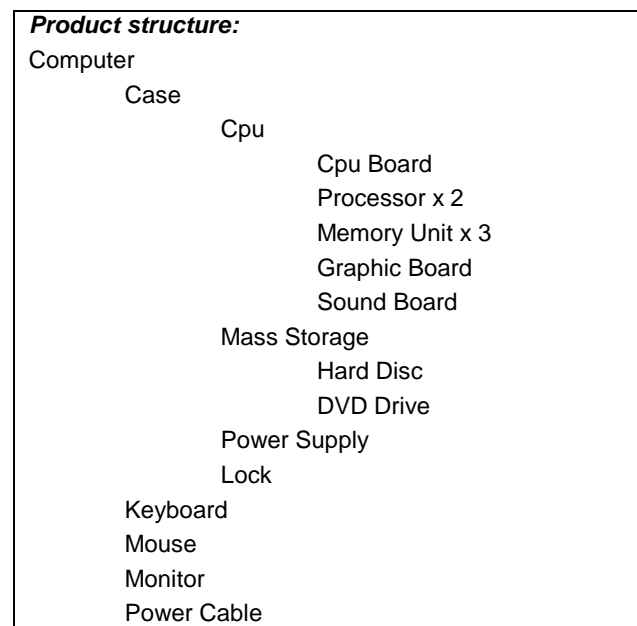 Product structure:
Computer
Case
Cpu
Cpu Board
Processor x 2
Memory Unit x 3
Graphic Board
Sound Board
Mass Storage
Hard Disc
DVD Drive
Power Supply
Lock
Keyboard
Mouse
Monitor
Power Cable